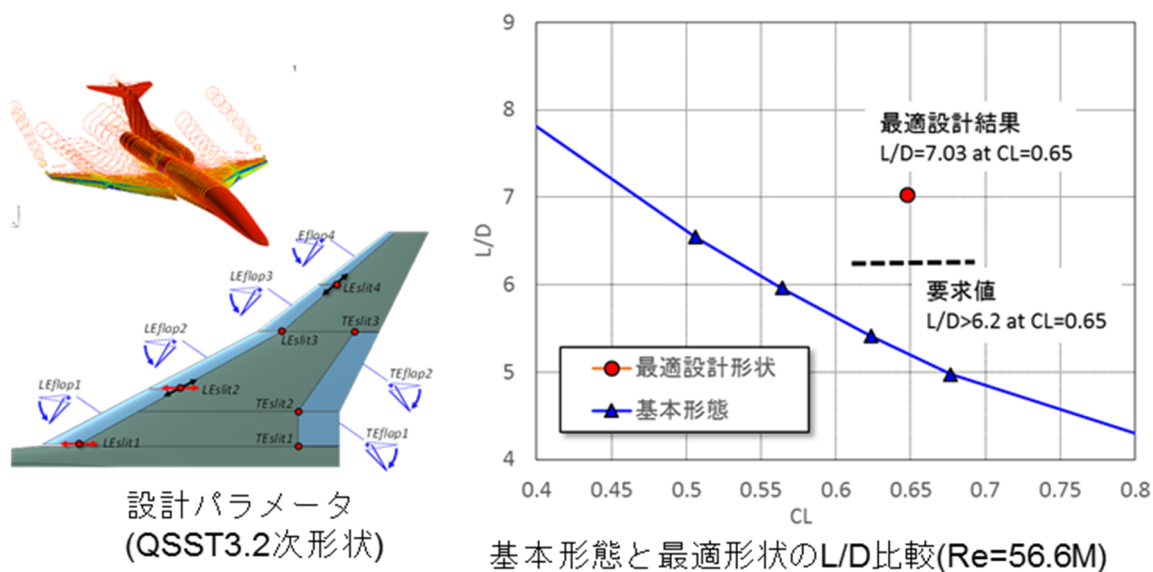 Eflap4
LEflap3
LEslit4
LEflap2
TEslit3
LEslit3
LEflap1
LEslit2
TEflap2
TEslit2
TEflap1
LEslit1
TEslit1
設計パラメータ
(QSST3.2次形状)
9
8
7
6
5
4
L/D
最適設計結果
L/D=7.03 at CL=0.65
要求値
L/D>6.2 at CL=0.65
最適設計形状
基本形態
0.4 0.45 0.5 0.55 0.6 0.65 0.7 0.75 0.8
CL
基本形態と最適形状のL/D比較(Re=56.6M)